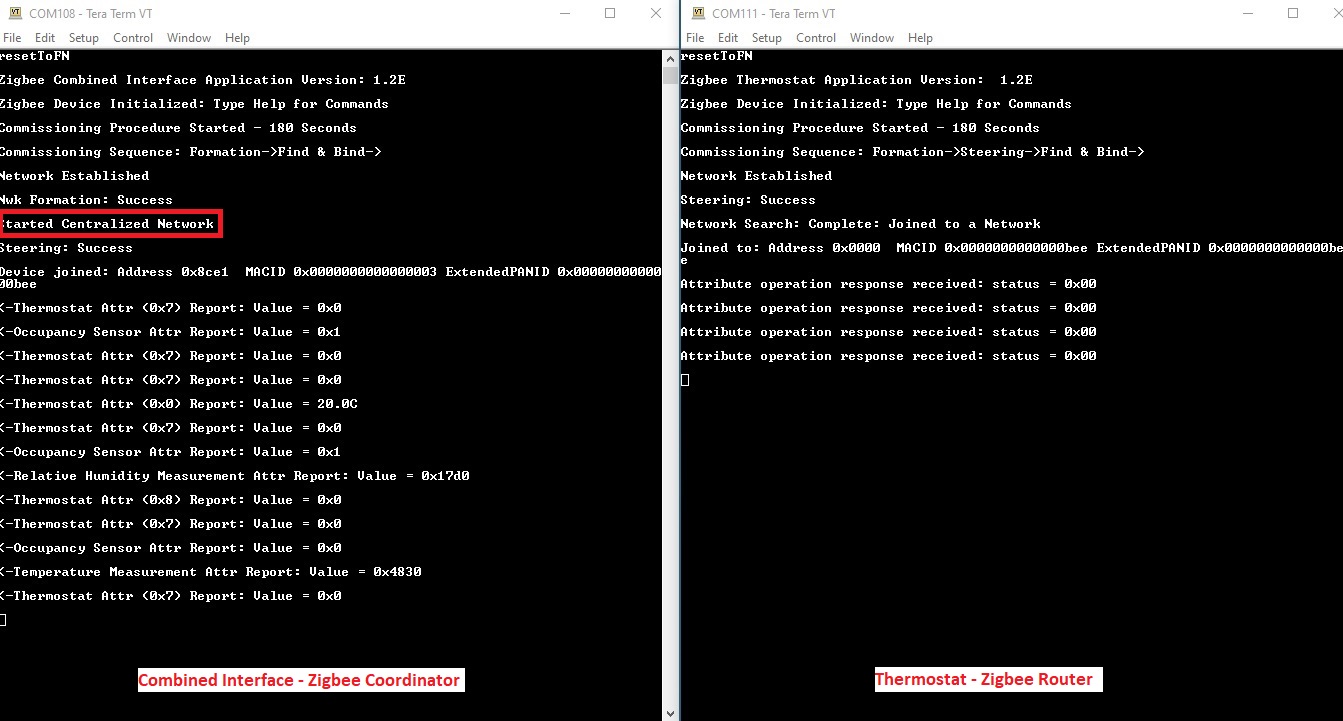 COM108 - Tera Term VT
File Edit Setup Control Window Help
resetToFN
Zigbee Combined Interface Application Version: 1.2E
Zigbee Device Initialized: Type Help for Commands
Commissioning Procedure Started - 180 Seconds
Commissioning Sequence: Formation->Find & Bind->
Network Established
Nwk Formation: Success
Started Centralized Network
Steering: Success
Device joined: Address 0x8ce1  MACID 0x0000000000000003 ExtendedPANID 0x00000000000
00bee
<-Thermostat Attr (0x7) Report: Value = 0x0
<-Occupancy Sensor Attr Report: Value = 0x1
<-Thermostat Attr (0x7) Report: Value = 0x0
<-Thermostat Attr (0x7) Report: Value = 0x0
<-Thermostat Attr (0x0) Report: Value = 20.0C
<-Thermostat Attr (0x7) Report: Value = 0x0
<-Occupancy Sensor Attr Report: Value = 0x1
<-Relative Humidity Measurement Attr Report: Value = 0x17d0
<-Thermostat Attr (0x8) Report: Value = 0x0
<-Thermostat Attr (0x7) Report: Value = 0x0
<-Occupancy Sensor Attr Report: Value = 0x0
<-Temperature Measurement Attr Report: Value = 0x4830
<-Thermostat Attr (0x7) Report: Value = 0x0
Combined Interface - Zigbee Coordinator
COM111 - Tera Term VT
File Edit Setup Control Window Help
resetToFN
Zigbee Thermostat Application Version:  1.2E
Zigbee Device Initialized: Type Help for Commands
Commissioning Procedure Started - 180 Seconds
Commissioning Sequence: Formation->Steering->Find & Bind->
Network Established
Steering: Success
Network Search: Complete: Joined to a Network
Joined to: Address 0x0000  MACID 0x0000000000000bee ExtendedPANID 0x0000000000000be
e
Attribute operation response received: status = 0x00
Attribute operation response received: status = 0x00
Attribute operation response received: status = 0x00
Attribute operation response received: status = 0x00
Thermostat - Zigbee Router